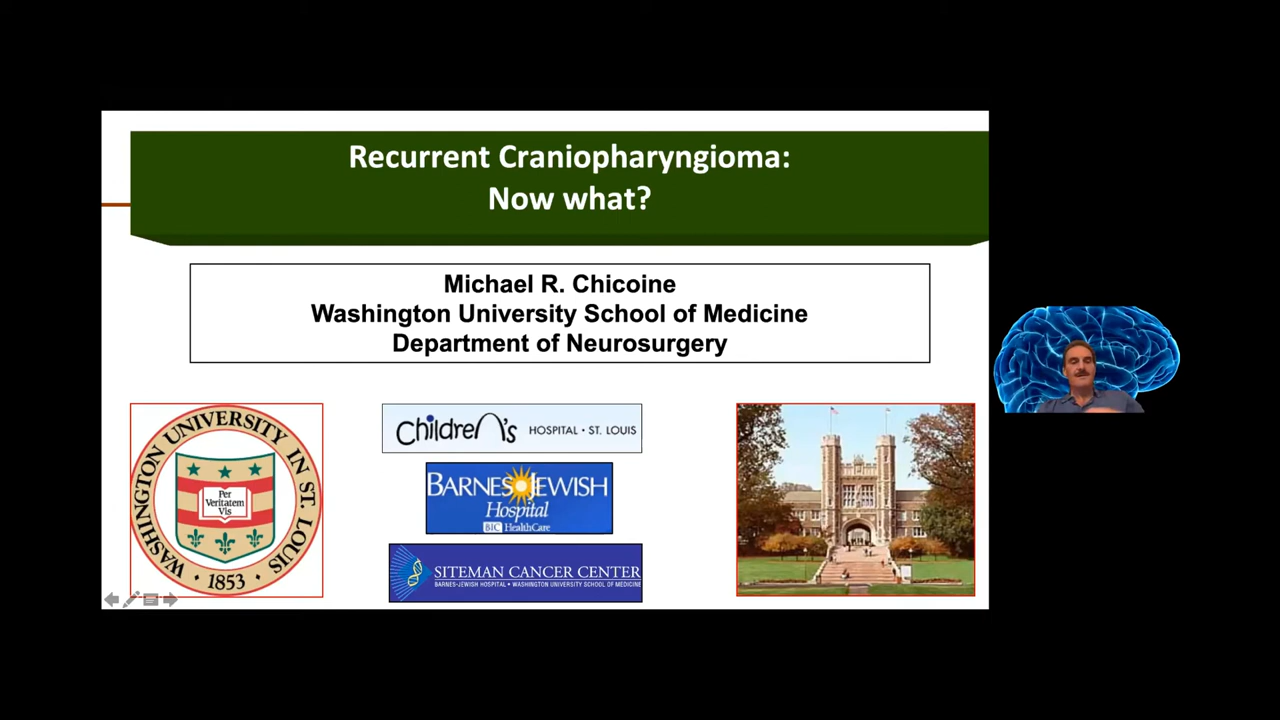 Recurrent Craniopharyngioma:
Now what?
Michael R. Chicoine
Washington University School of Medicine
Department of Neurosurgery
WASHINGTON·UNIVERSITY·IN·ST.·LOUIS
Per
Veritatem
Vis
· 1853 ·
Children's HOSPITAL · ST. LOUIS
BARNES JEWISH
Hospital
BJC HealthCare
SITEMAN CANCER CENTER
BARNES-JEWISH HOSPITAL • WASHINGTON UNIVERSITY SCHOOL OF MEDICINE